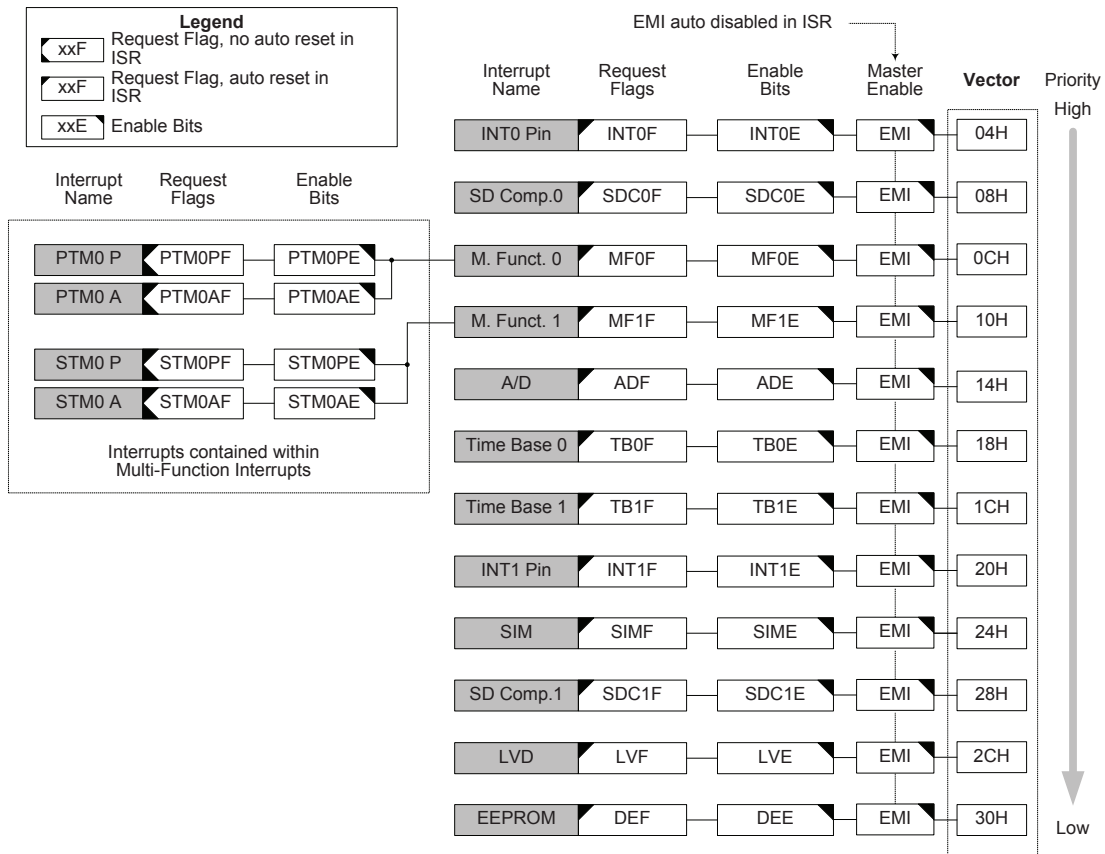 Legend
xxF Request Flag, no auto reset in
ISR
xxF Request Flag, auto reset in
ISR
xxE Enable Bits
EMI auto disabled in ISR
Interrupt Name Request Flags Enable Bits Master Enable Vector Priority
High
INT0 Pin INT0F INT0E EMI 04H
SD Comp.0 SDC0F SDC0E EMI 08H
M. Funct. 0 MF0F MF0E EMI 0CH
M. Funct. 1 MF1F MF1E EMI 10H
A/D ADF ADE EMI 14H
Time Base 0 TB0F TB0E EMI 18H
Time Base 1 TB1F TB1E EMI 1CH
INT1 Pin INT1F INT1E EMI 20H
SIM SIMF SIME EMI 24H
SD Comp.1 SDC1F SDC1E EMI 28H
LVD LVF LVE EMI 2CH
EEPROM DEF DEE EMI 30H
Low
Interrupt Name Request Flags Enable Bits
PTM0 P PTM0PF PTM0PE
PTM0 A PTM0AF PTM0AE
STM0 P STM0PF STM0PE
STM0 A STM0AF STM0AE
Interrupts contained within
Multi-Function Interrupts